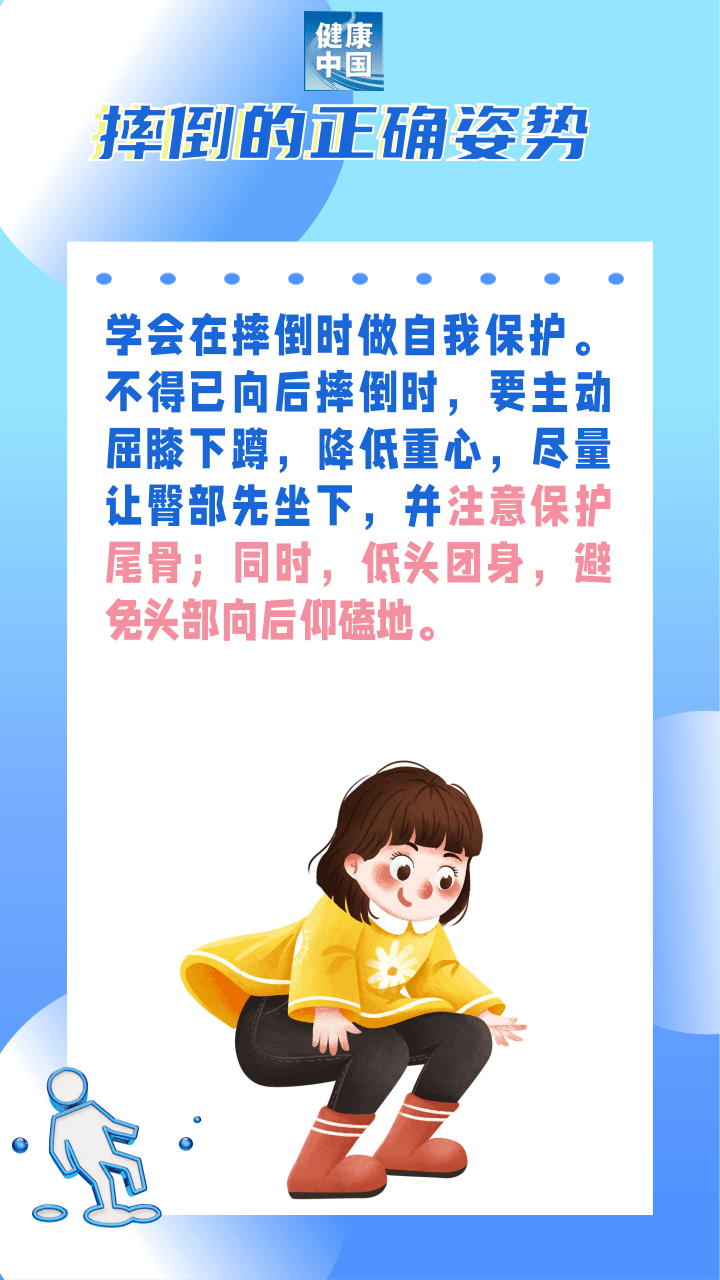 健康
中国
摔倒的正确姿势
学会在摔倒时做自我保护。
不得已向后摔倒时，要主动
屈膝下蹲，降低重心，尽量
让臀部先坐下，并注意保护
尾骨；同时，低头团身，避
免头部向后仰磕地。